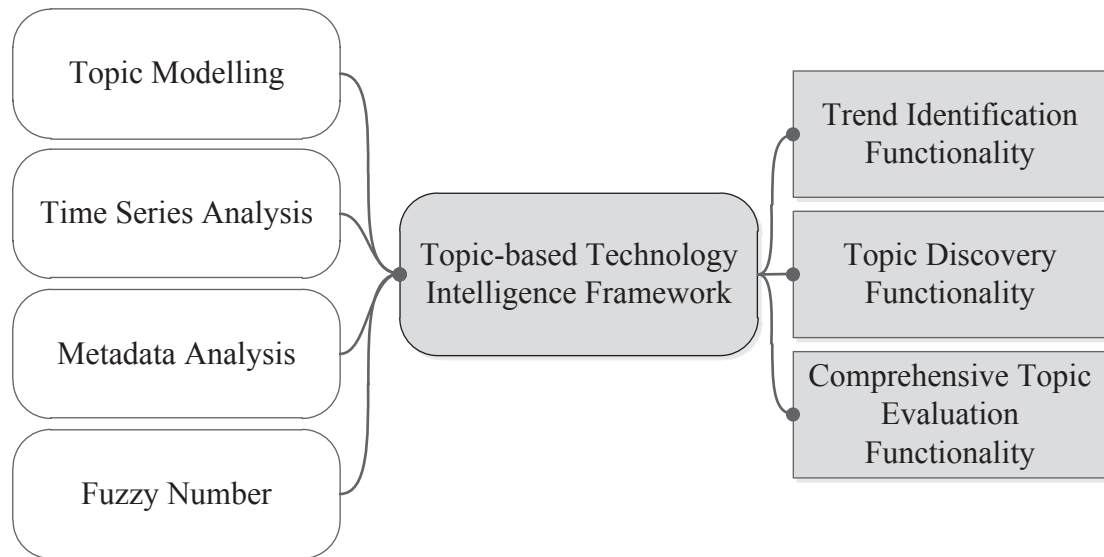 Topic Modelling
Time Series Analysis
Metadata Analysis
Fuzzy Number
Topic-based Technology
Intelligence Framework
Trend Identification
Functionality
Topic Discovery
Functionality
Comprehensive Topic
Evaluation
Functionality